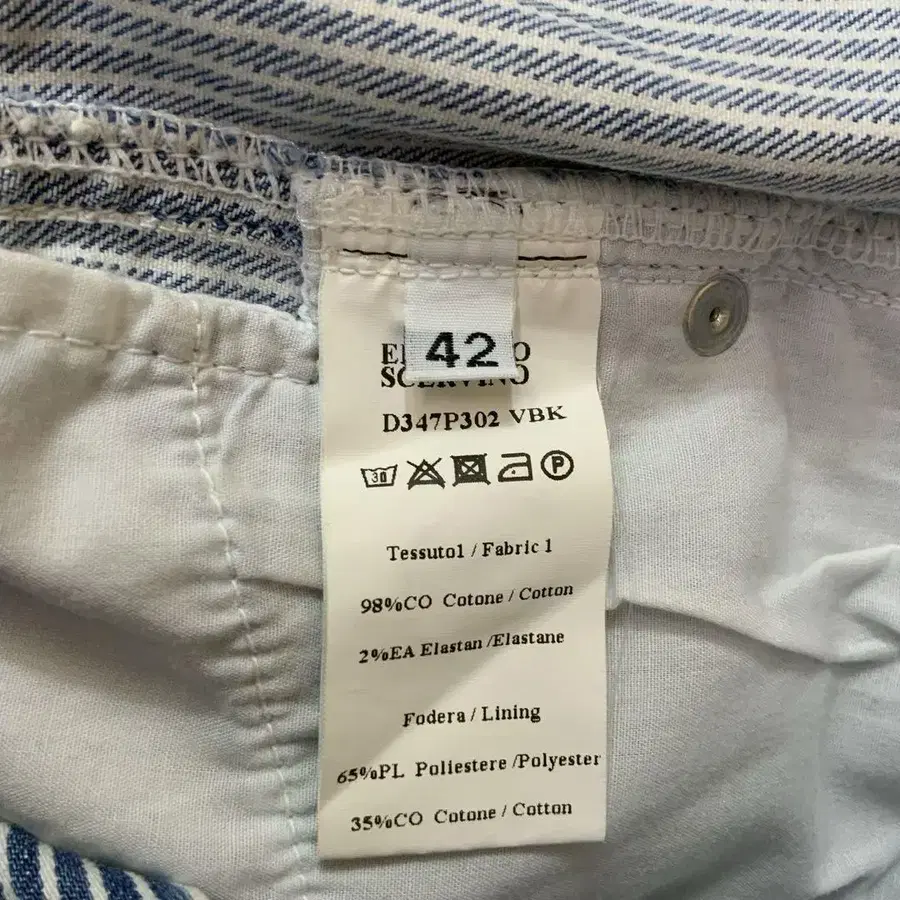 42
SCERVINO
D347P302 VBK
30 P
Tessuto1 / Fabric 1
98%CO Cotone / Cotton
2%EA Elastan /Elastane
Fodera / Lining
65%PL Poliestere /Polyester
35%CO Cotone / Cotton